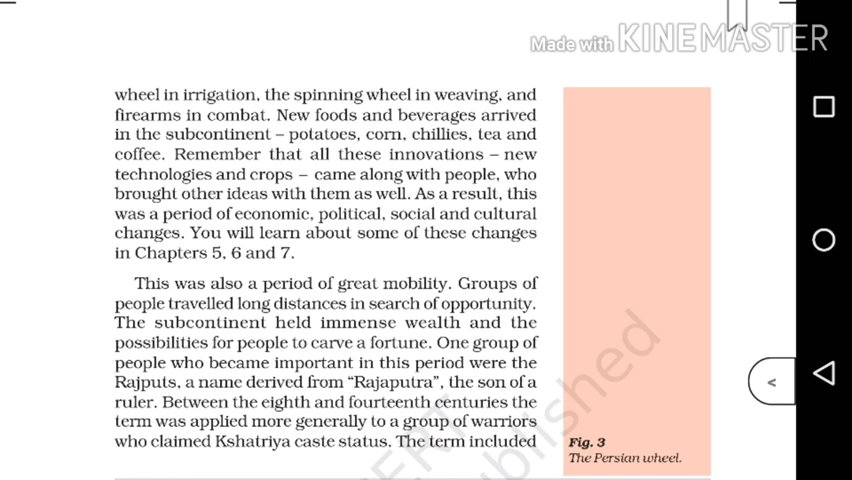 Made with KINEMASTER
wheel in irrigation, the spinning wheel in weaving, and
firearms in combat. New foods and beverages arrived
in the subcontinent – potatoes, corn, chillies, tea and
coffee. Remember that all these innovations – new
technologies and crops – came along with people, who
brought other ideas with them as well. As a result, this
was a period of economic, political, social and cultural
changes. You will learn about some of these changes
in Chapters 5, 6 and 7.
This was also a period of great mobility. Groups of
people travelled long distances in search of opportunity.
The subcontinent held immense wealth and the
possibilities for people to carve a fortune. One group of
people who became important in this period were the
Rajputs, a name derived from “Rajaputra”, the son of a
ruler. Between the eighth and fourteenth centuries the
term was applied more generally to a group of warriors
who claimed Kshatriya caste status. The term included
Fig. 3
The Persian wheel.